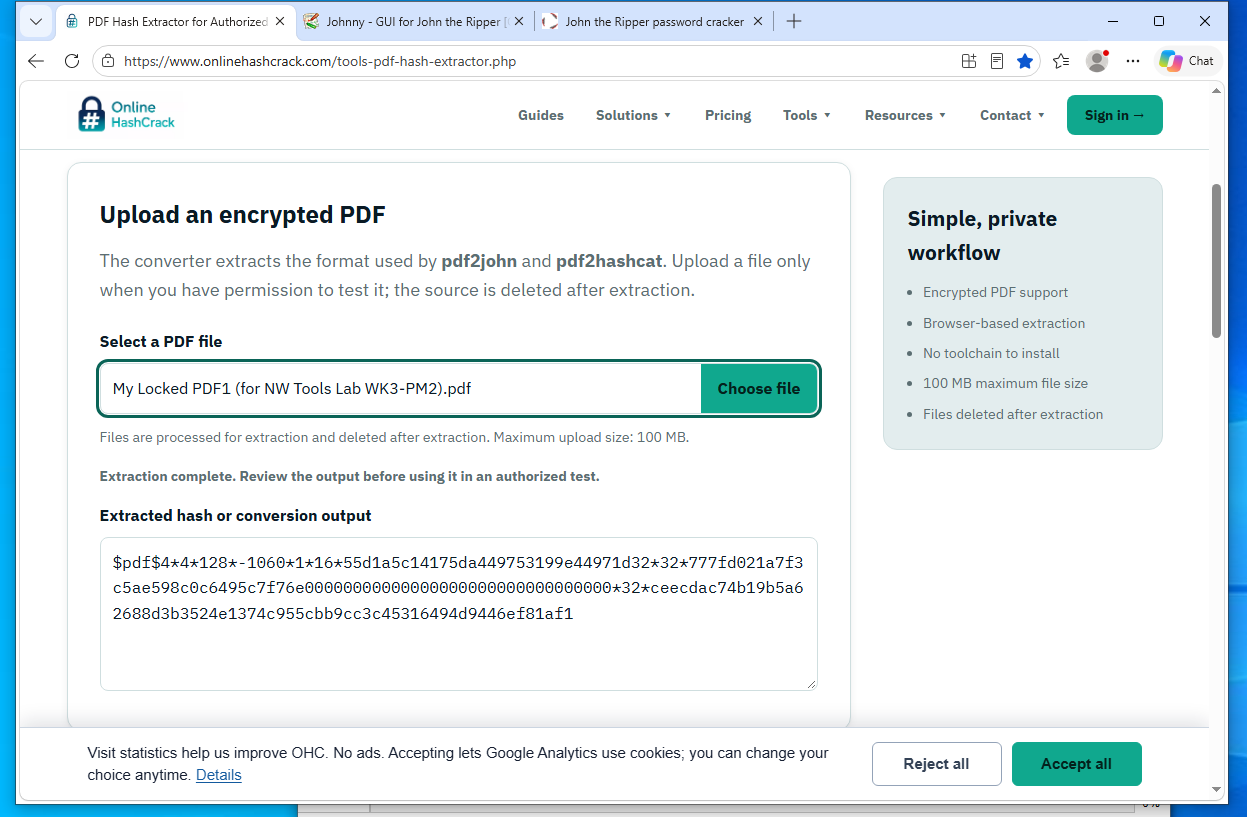 PDF Hash Extractor for Authorized
Johnny - GUI for John the Ripper [
John the Ripper password cracker
https://www.onlinehashcrack.com/tools-pdf-hash-extractor.php
Chat
Online
HashCrack
Guides
Solutions
Pricing
Tools
Resources
Contact
Sign in →
Upload an encrypted PDF
The converter extracts the format used by pdf2john and pdf2hashcat. Upload a file only
when you have permission to test it; the source is deleted after extraction.
Select a PDF file
My Locked PDF1 (for NW Tools Lab WK3-PM2).pdf
Choose file
Files are processed for extraction and deleted after extraction. Maximum upload size: 100 MB.
Extraction complete. Review the output before using it in an authorized test.
Extracted hash or conversion output
$pdf$4*4*128*-1060*1*16*55d1a5c14175da449753199e44971d32*32*777fd021a7f3
c5ae598c0c6495c7f76e00000000000000000000000000000000*32*ceecdac74b19b5a6
2688d3b3524e1374c955cbb9cc3c45316494d9446ef81af1
Simple, private
workflow
Encrypted PDF support
Browser-based extraction
No toolchain to install
100 MB maximum file size
Files deleted after extraction
Visit statistics help us improve OHC. No ads. Accepting lets Google Analytics use cookies; you can change your
choice anytime. Details
Reject all
Accept all